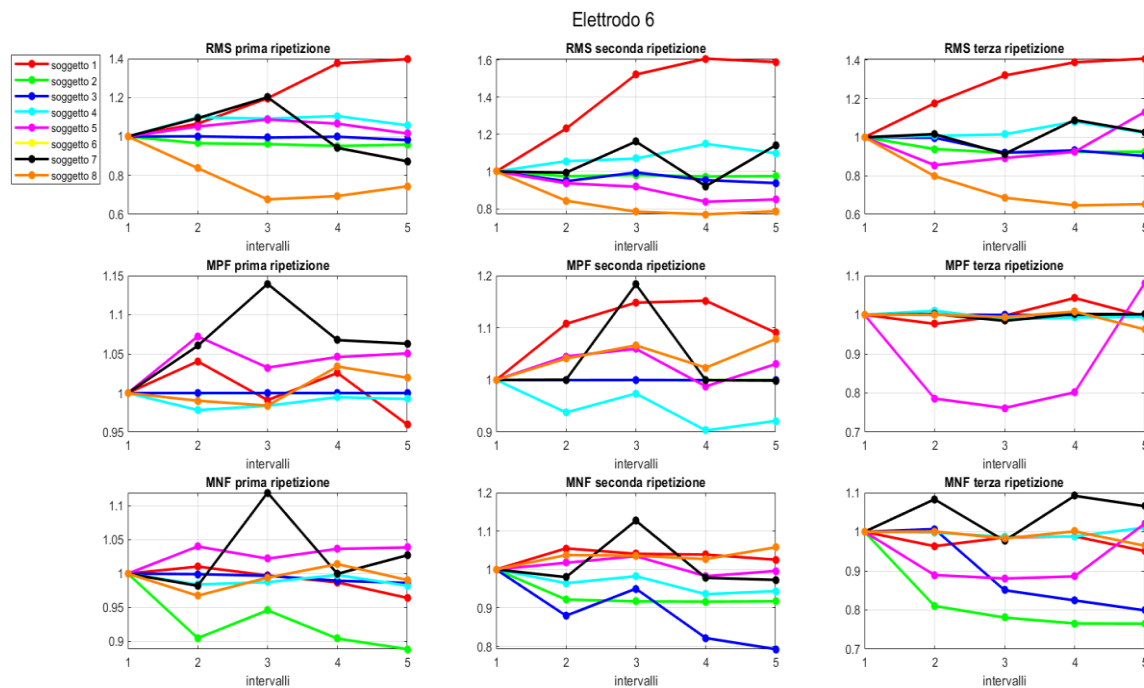 Elettrodo 6
RMS prima ripetizione
RMS seconda ripetizione
RMS terza ripetizione
soggetto 1
soggetto 2
soggetto 3
soggetto 4
soggetto 5
soggetto 6
soggetto 7
soggetto 8
1.4
1.2
1
0.8
0.6
1 2 3 4 5
intervalli
1.6
1.4
1.2
1
0.8
1 2 3 4 5
intervalli
1.4
1.2
1
0.8
0.6
1 2 3 4 5
intervalli
MPF prima ripetizione
MPF seconda ripetizione
MPF terza ripetizione
1.15
1.1
1.05
1
0.95
1 2 3 4 5
intervalli
1.2
1.1
1
0.9
1 2 3 4 5
intervalli
1.1
1
0.9
0.8
0.7
1 2 3 4 5
intervalli
MNF prima ripetizione
MNF seconda ripetizione
MNF terza ripetizione
1.1
1.05
1
0.95
0.9
1 2 3 4 5
intervalli
1.2
1.1
1
0.9
0.8
1 2 3 4 5
intervalli
1.1
1
0.9
0.8
0.7
1 2 3 4 5
intervalli